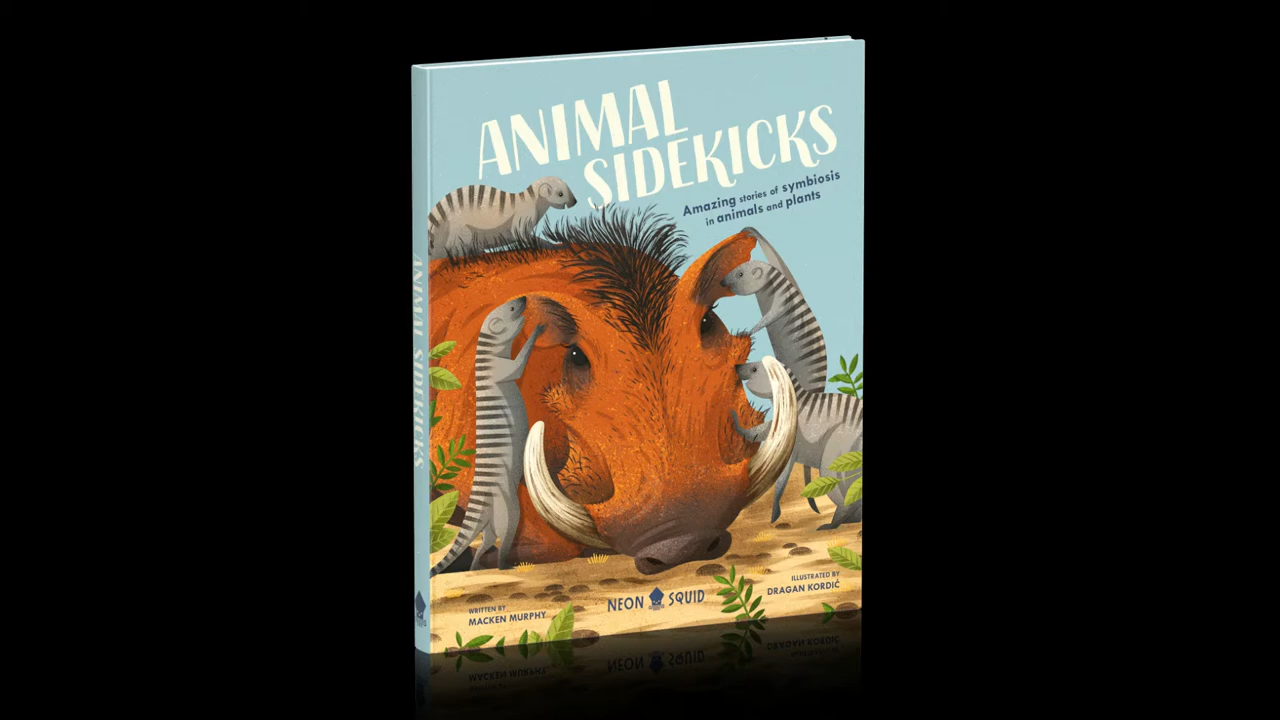 ANIMAL
SIDEKICKS
Amazing stories of symbiosis
in animals and plants
ANIMAL SIDEKICKS
WRITTEN BY
MACKEN MURPHY
NEON SQUID
ILLUSTRATED BY
DRAGAN KORDIĆ